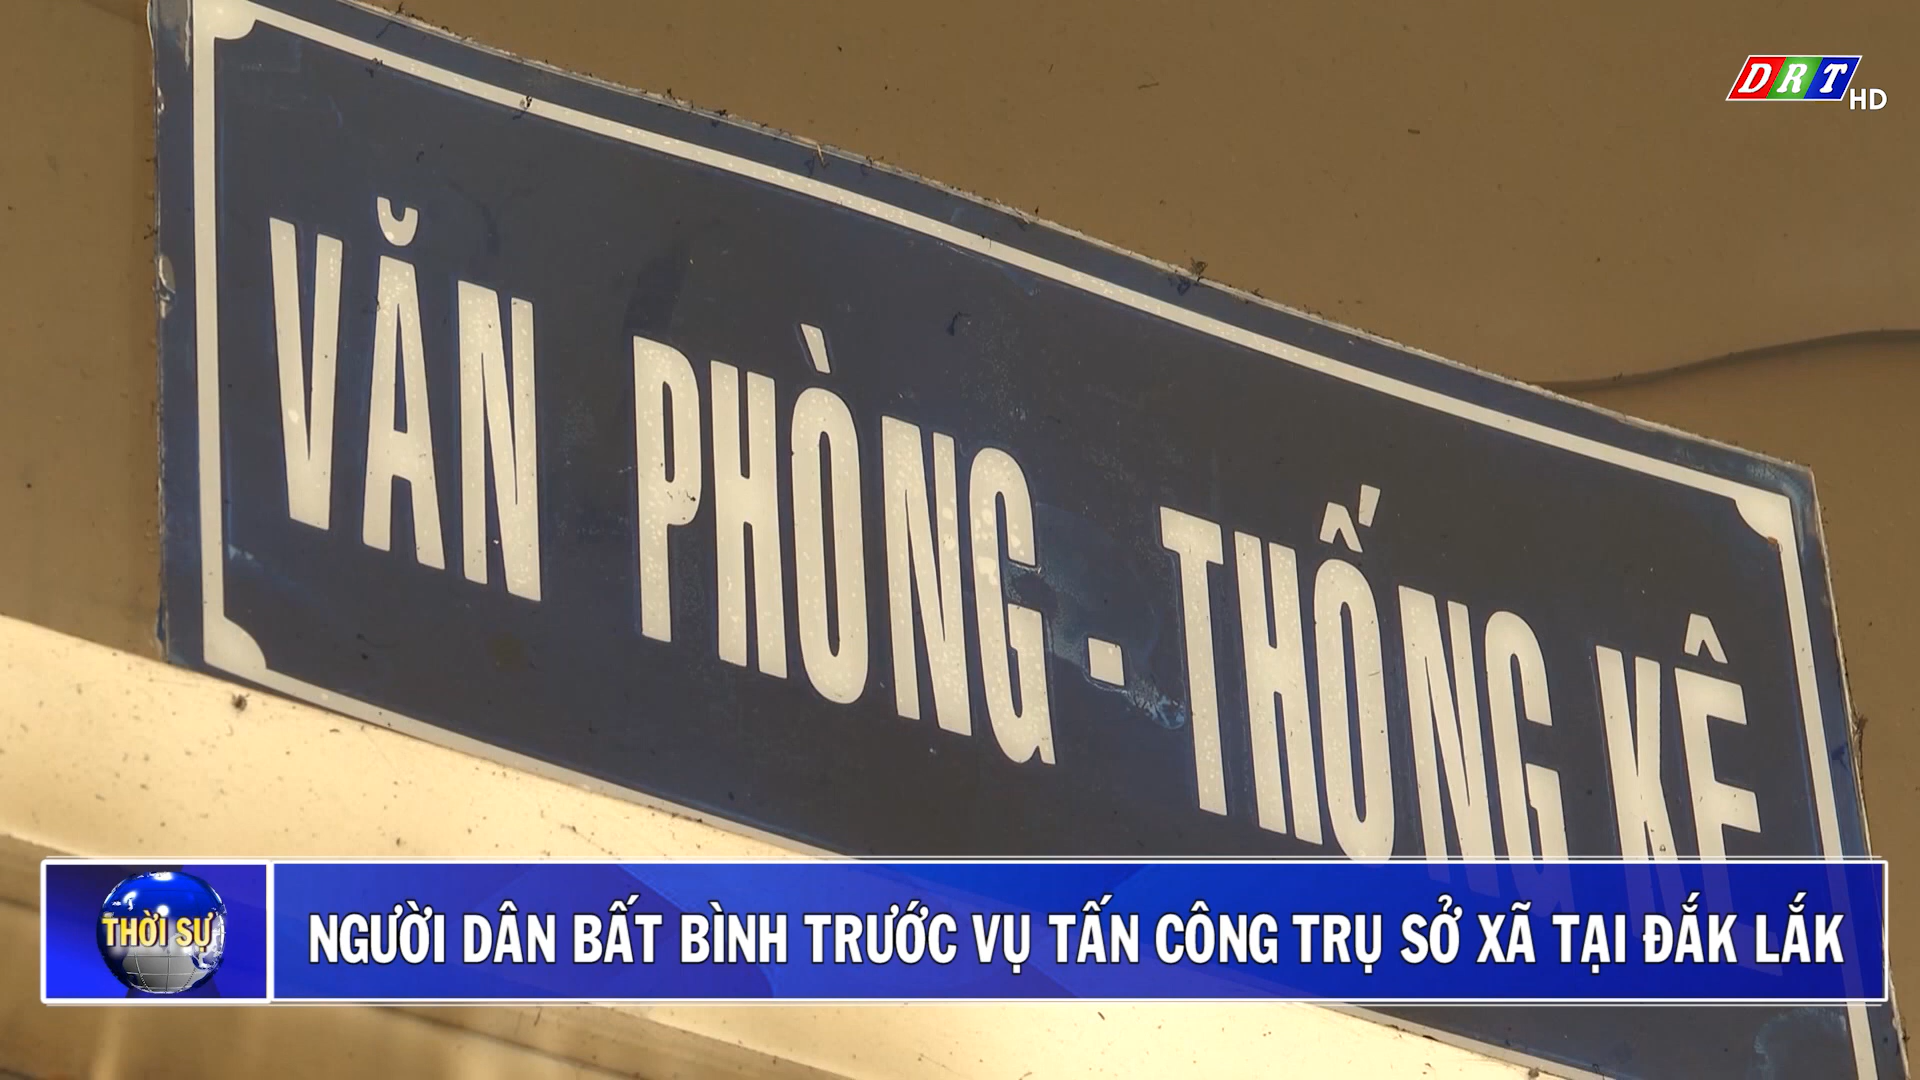 DRT HD
VĂN PHÒNG - THỐNG KÊ
THỜI SỰ
NGƯỜI DÂN BẤT BÌNH TRƯỚC VỤ TẤN CÔNG TRỤ SỞ XÃ TẠI ĐẮK LẮK